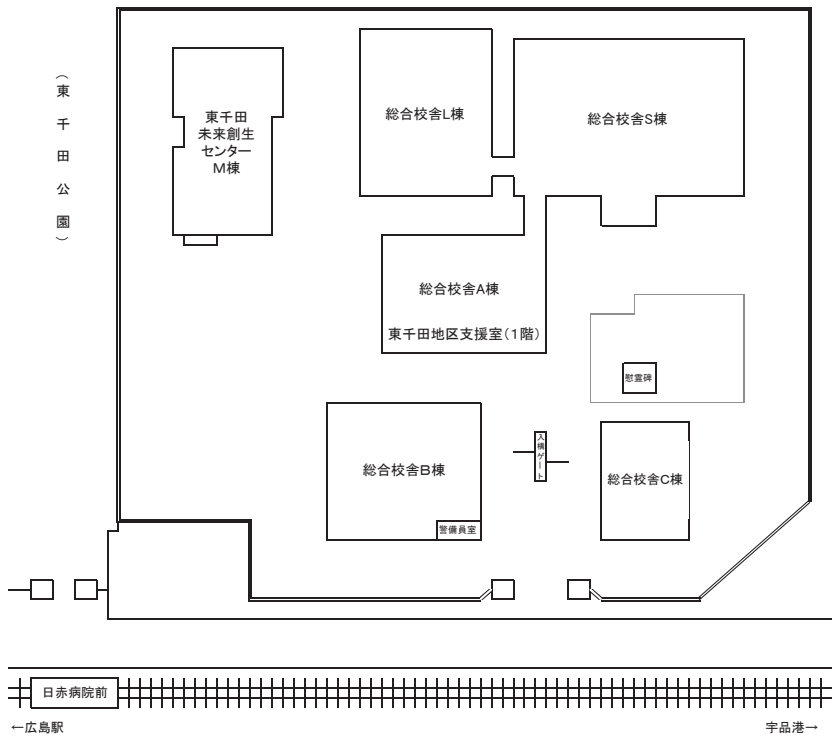 （東千田公園）
東千田
未来創生
センター
M棟
総合校舎L棟
総合校舎S棟
総合校舎A棟
東千田地区支援室（1階）
慰霊碑
総合校舎B棟
入構ゲート
総合校舎C棟
警備員室
日赤病院前
←広島駅
宇品港→